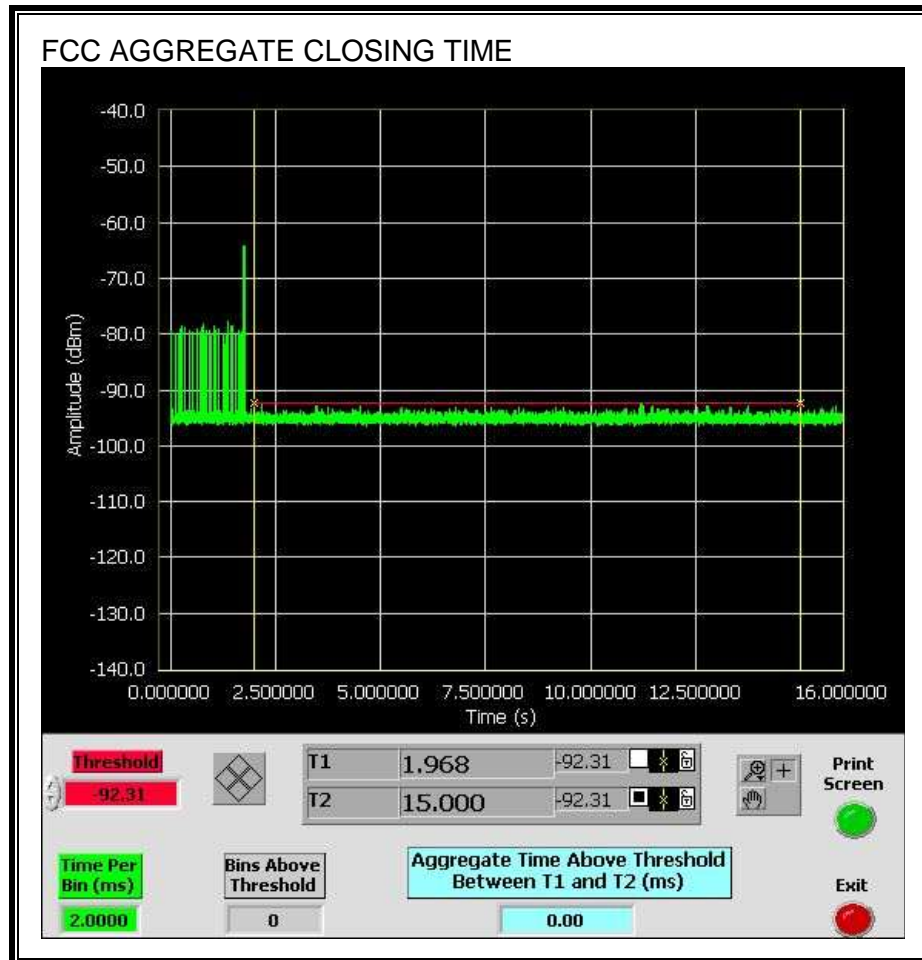 FCC AGGREGATE CLOSING TIME
-40.0
-50.0
-60.0
-70.0
-80.0
-90.0
-100.0
-110.0
-120.0
-130.0
-140.0
Amplitude (dBm)
0.000000 2.500000 5.000000 7.500000 10.000000 12.500000 16.000000
Time (s)
Threshold
-92.31
T1 1.968 -92.31
T2 15.000 -92.31
Print
Screen
Time Per
Bin (ms)
2.0000
Bins Above
Threshold
0
Aggregate Time Above Threshold
Between T1 and T2 (ms)
0.00
Exit